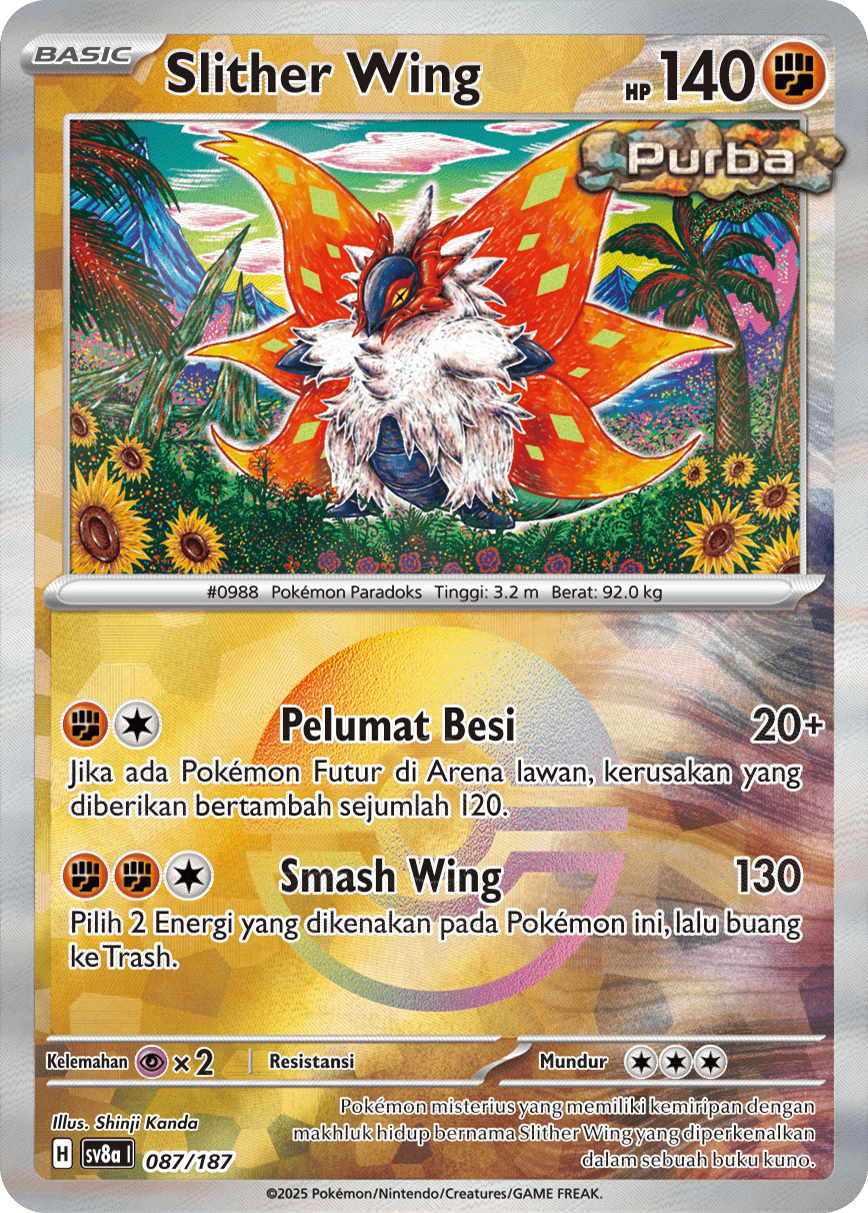 BASIC
Slither Wing
HP 140
Purba
#0988 Pokémon Paradoks Tinggi: 3.2 m Berat: 92.0 kg
Pelumat Besi 20+
Jika ada Pokémon Futur di Arena lawan, kerusakan yang
diberikan bertambah sejumlah 120.
Smash Wing 130
Pilih 2 Energi yang dikenakan pada Pokémon ini, lalu buang
ke Trash.
Kelemahan ×2 Resistansi Mundur
Illus. Shinji Kanda
Pokémon misterius yang memiliki kemiripan dengan
makhluk hidup bernama Slither Wing yang diperkenalkan
dalam sebuah buku kuno.
H sv8a I 087/187
©2025 Pokémon/Nintendo/Creatures/GAME FREAK.